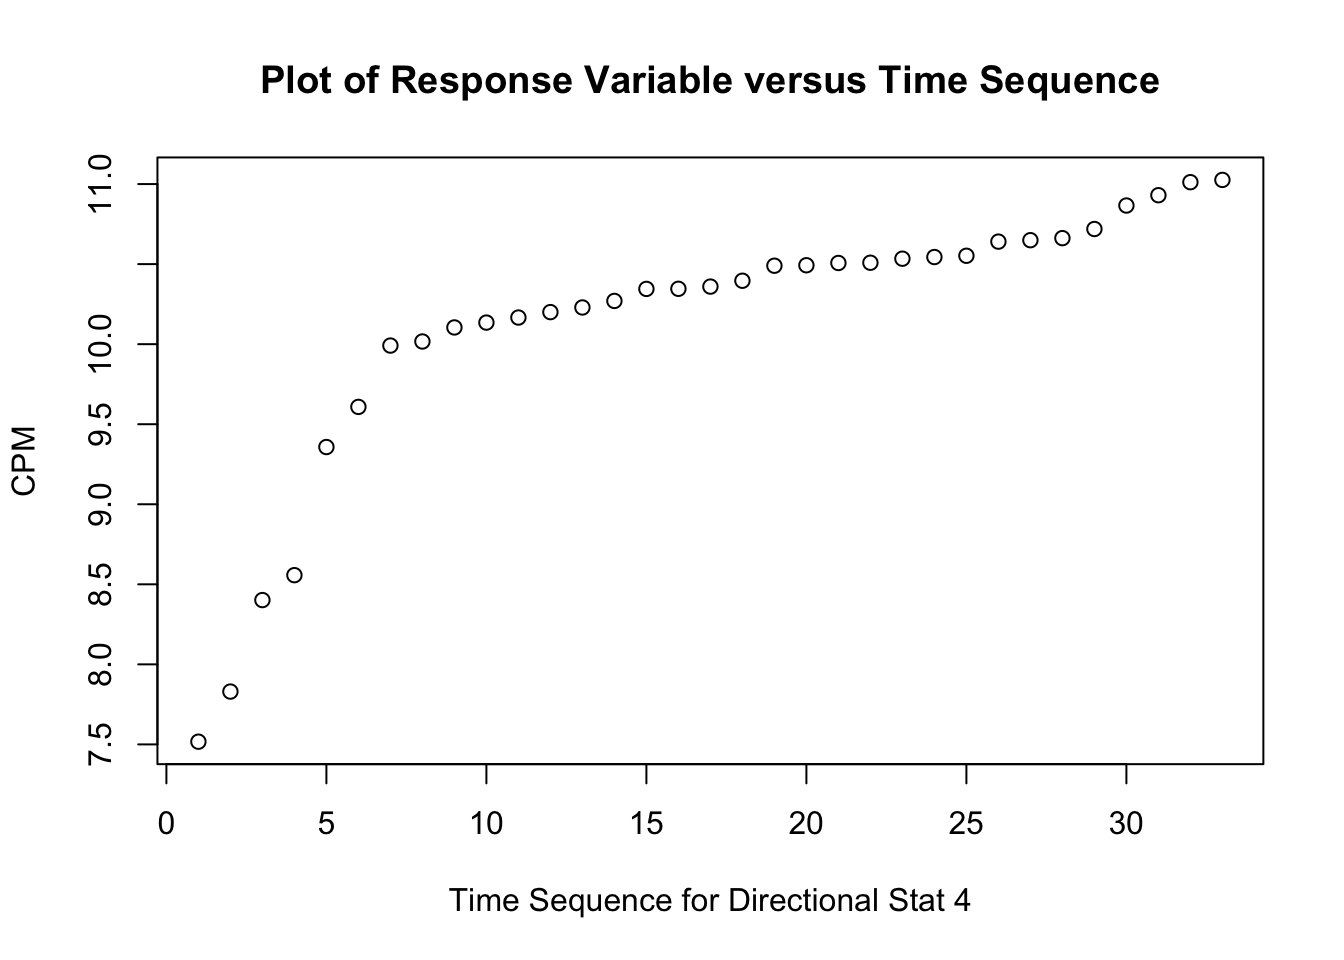 Plot of Response Variable versus Time Sequence
11.0
10.0
9.5
9.0
8.5
8.0
7.5
CPM
0 5 10 15 20 25 30
Time Sequence for Directional Stat 4